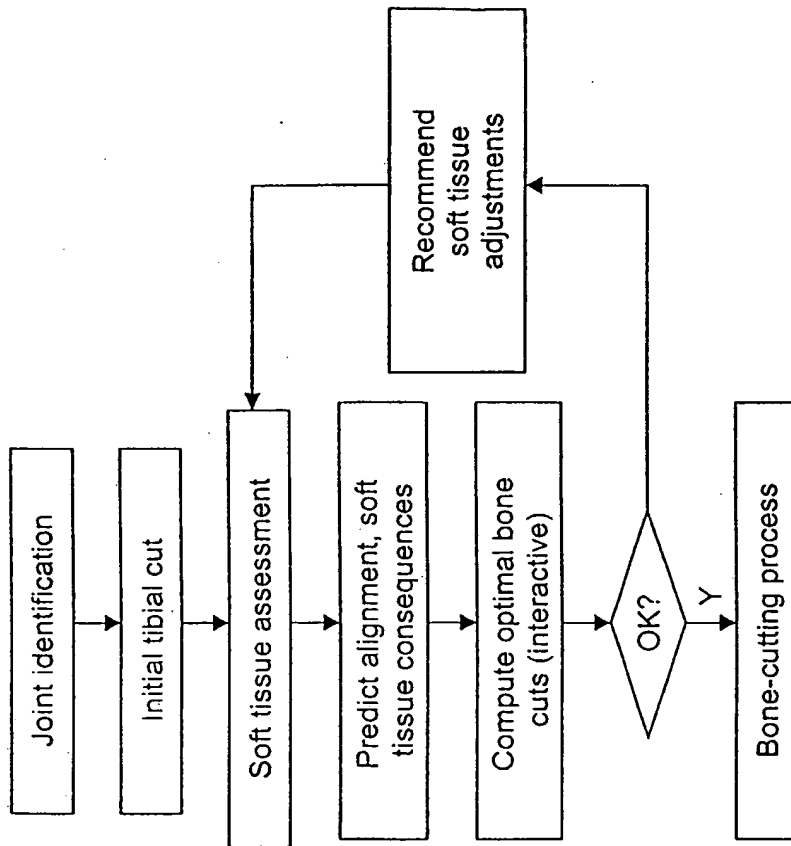 Joint identification
Initial tibial cut
Soft tissue assessment
Predict alignment, soft
tissue consequences
Compute optimal bone
cuts (interactive)
OK?
Y
Bone-cutting process
Recommend
soft tissue
adjustments